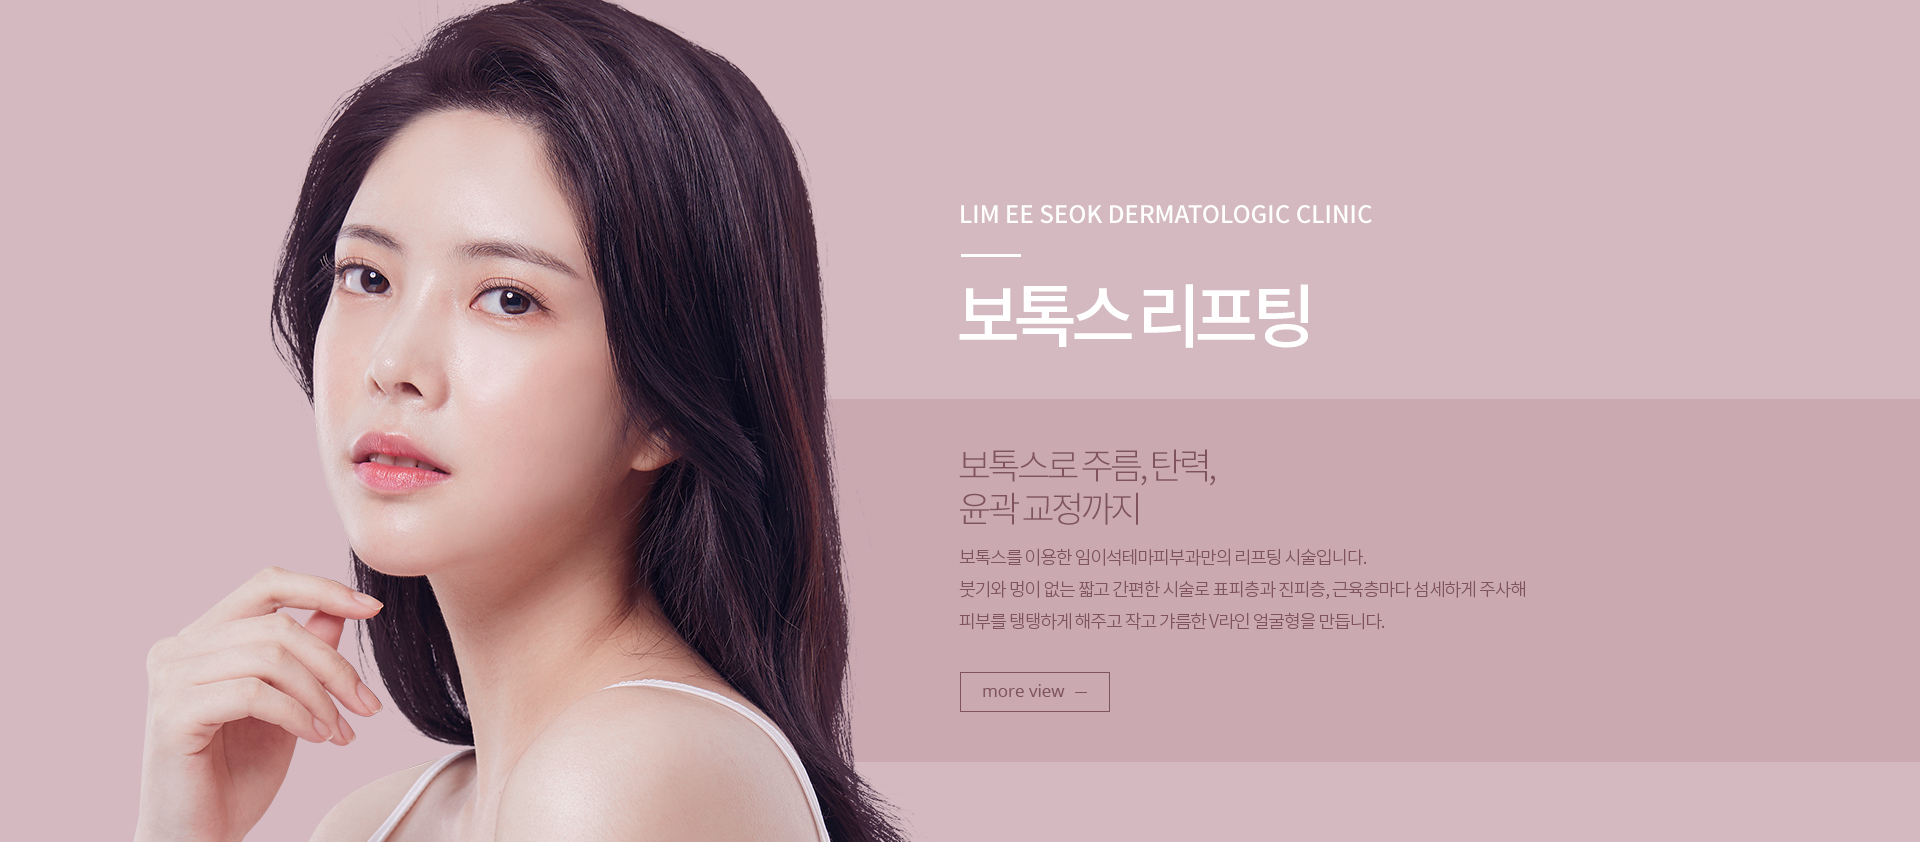 LIM EE SEOK DERMATOLOGIC CLINIC
보톡스 리프팅
보톡스로 주름, 탄력,
윤곽 교정까지
보톡스를 이용한 임이석테마피부과만의 리프팅 시술입니다.
붓기와 멍이 없는 짧고 간편한 시술로 표피층과 진피층, 근육층마다 섬세하게 주사해
피부를 탱탱하게 해주고 작고 갸름한 V라인 얼굴형을 만듭니다.
more view —